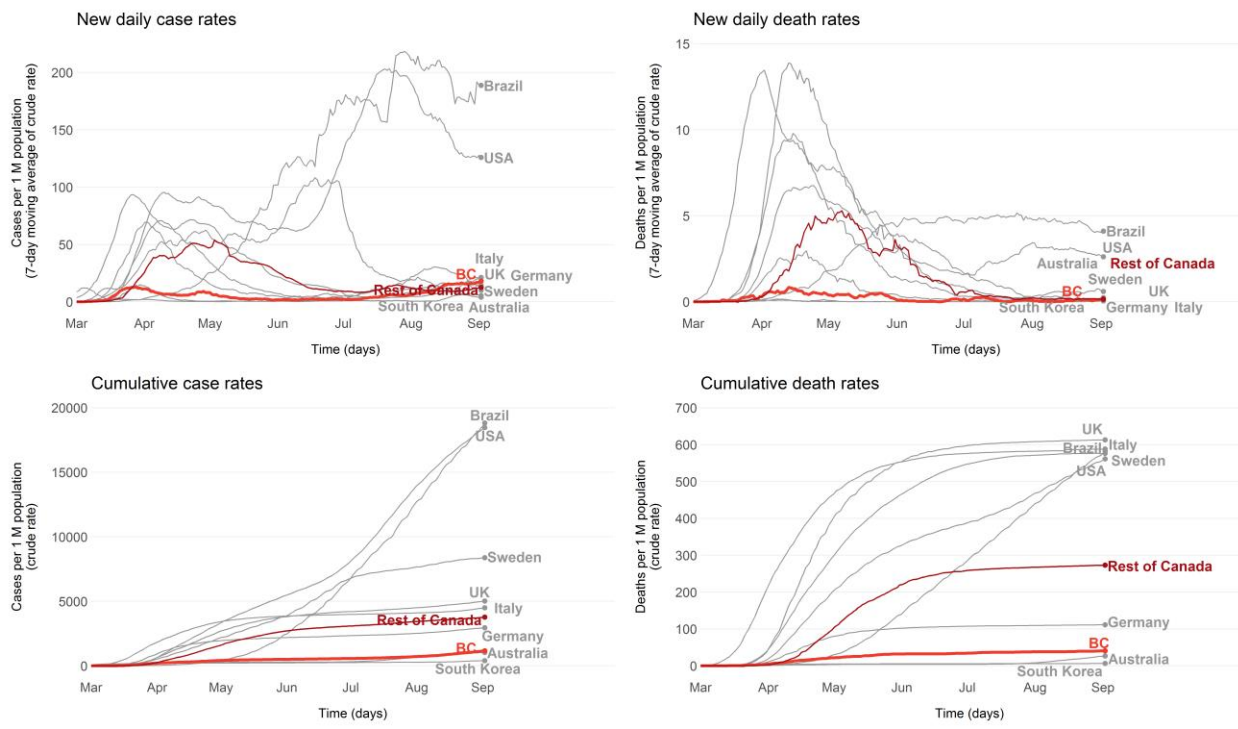 New daily case rates
Cases per 1 M population
(7-day moving average of crude rate)
200
150
100
50
0
Brazil
USA
Italy
BC UK Germany
Rest of Canada Sweden
South Korea Australia
Mar Apr May Jun Jul Aug Sep
Time (days)
New daily death rates
Deaths per 1 M population
(7-day moving average of crude rate)
15
10
5
0
Brazil
USA
Australia Rest of Canada
Sweden
BC UK
South Korea Germany Italy
Mar Apr May Jun Jul Aug Sep
Time (days)
Cumulative case rates
Cases per 1 M population
(crude rate)
20000
15000
10000
5000
0
Brazil
USA
Sweden
UK
Italy
Rest of Canada
Germany
BC
Australia
South Korea
Mar Apr May Jun Jul Aug Sep
Time (days)
Cumulative death rates
Deaths per 1 M population
(crude rate)
700
600
500
400
300
200
100
0
UK
Brazil Italy
Sweden
USA
Rest of Canada
Germany
BC
Australia
South Korea
Mar Apr May Jun Jul Aug Sep
Time (days)